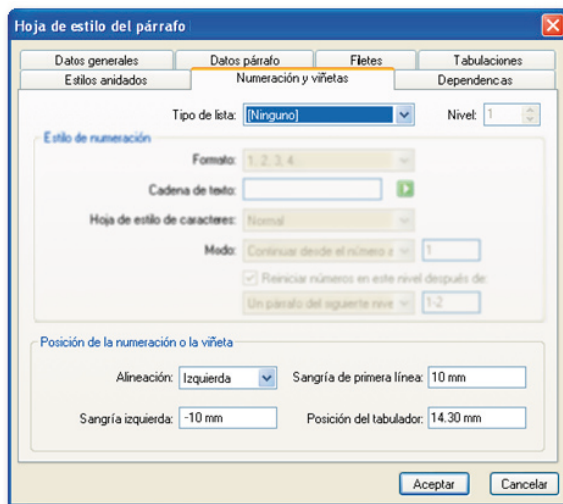 Hoja de estilo del párrafo
Datos generales Datos párrafo Filetes Tabulaciones
Estilos anidados Numeración y viñetas Dependencas
Tipo de lista: [Ninguno] Nivel: 1
Estilo de numeración
Formato: 1, 2, 3, 4
Cadena de texto:
Hoja de estilo de caracteres: Normal
Modo: Continuar desde el número a 1
Reiniciar números en este nivel después de:
Un párrafo del siguiente nive 1-2
Posición de la numeración o la viñeta
Alineación: Izquierda Sangría de primera línea: 10 mm
Sangría izquierda: -10 mm Posición del tabulador: 14.30 mm
Aceptar Cancelar